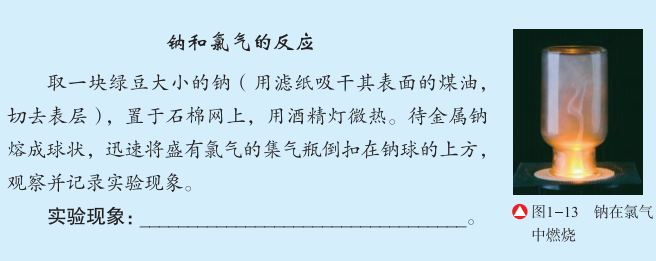 钠和氯气的反应
取一块绿豆大小的钠（用滤纸吸干其表面的煤油，
切去表层），置于石棉网上，用酒精灯微热。待金属钠
熔成球状，迅速将盛有氯气的集气瓶倒扣在钠球的上方，
观察并记录实验现象。
实验现象：____________________________________。
图1-13 钠在氯气
中燃烧